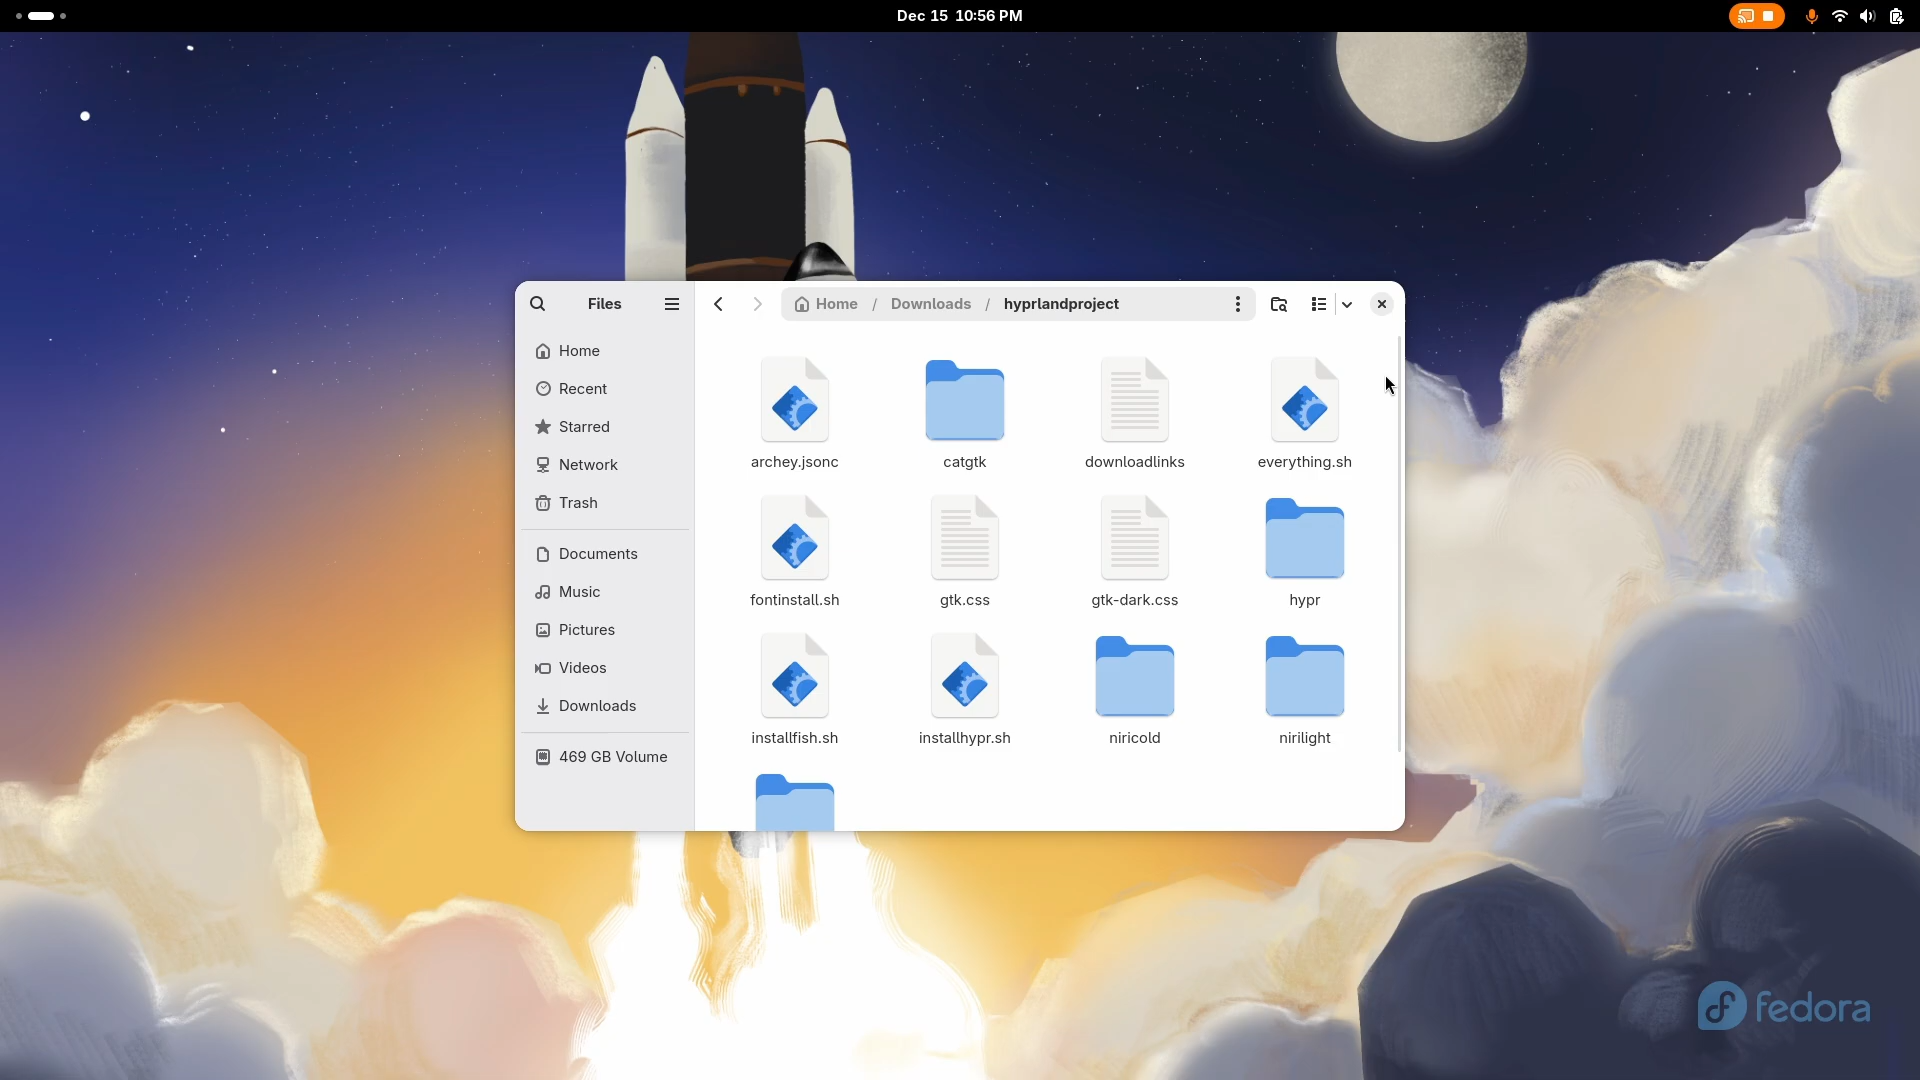 Dec 15 10:56 PM
Files
Home / Downloads / hyprlandproject
Home
Recent
Starred
Network
Trash
Documents
Music
Pictures
Videos
Downloads
469 GB Volume
archey.jsonc
catgtk
downloadlinks
everything.sh
fontinstall.sh
gtk.css
gtk-dark.css
hypr
installfish.sh
installhypr.sh
niricold
nirilight
fedora